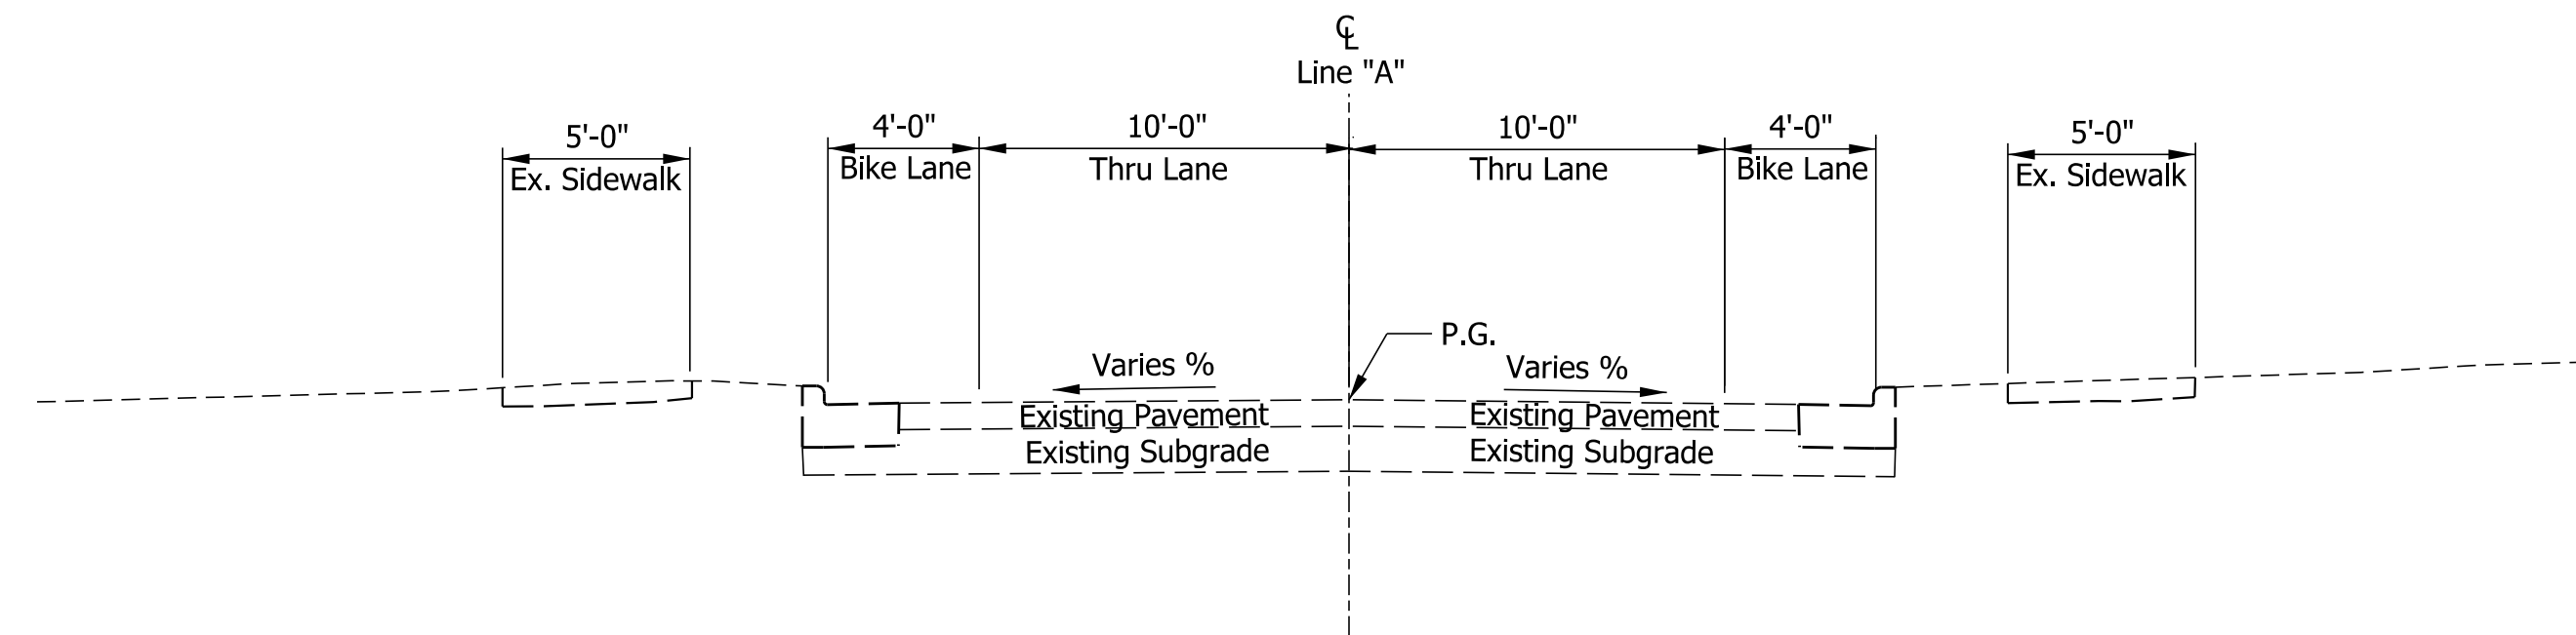 ℄
Line "A"
5'-0"
Ex. Sidewalk
4'-0"
Bike Lane
10'-0"
Thru Lane
10'-0"
Thru Lane
4'-0"
Bike Lane
5'-0"
Ex. Sidewalk
P.G.
Varies %
Varies %
Existing Pavement
Existing Pavement
Existing Subgrade
Existing Subgrade